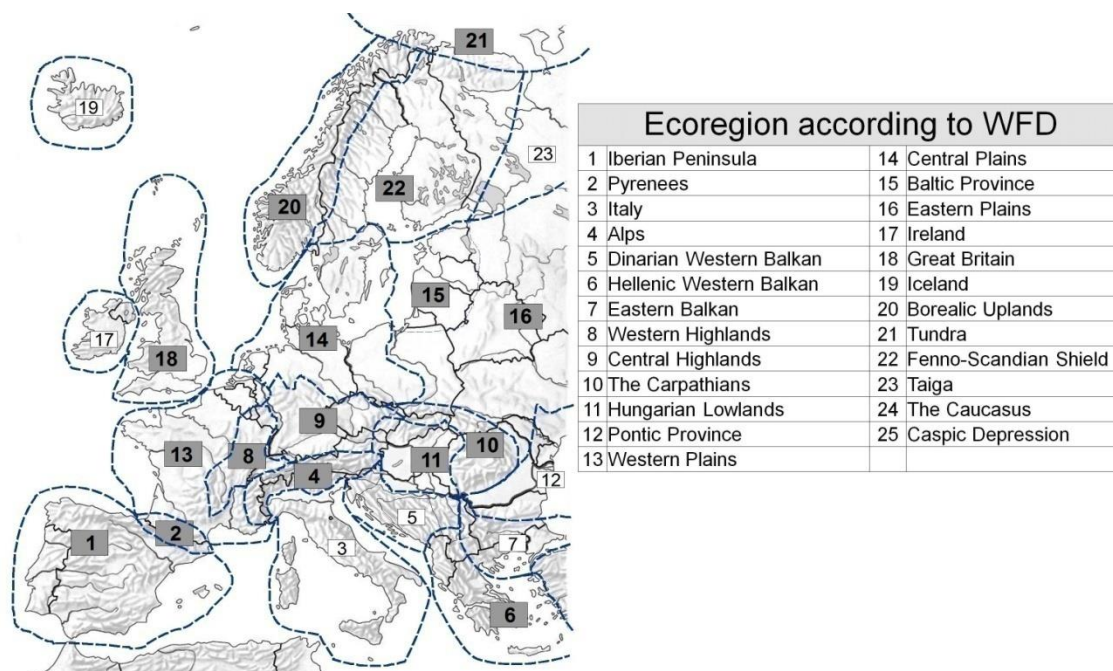 21
19
23
22
20
15
16
14
17
18
9
10
13
8
11
4
12
5
2
1
3
7
6
Ecoregion according to WFD
1 Iberian Peninsula 14 Central Plains
2 Pyrenees 15 Baltic Province
3 Italy 16 Eastern Plains
4 Alps 17 Ireland
5 Dinarian Western Balkan 18 Great Britain
6 Hellenic Western Balkan 19 Iceland
7 Eastern Balkan 20 Borealic Uplands
8 Western Highlands 21 Tundra
9 Central Highlands 22 Fenno-Scandian Shield
10 The Carpathians 23 Taiga
11 Hungarian Lowlands 24 The Caucasus
12 Pontic Province 25 Caspic Depression
13 Western Plains